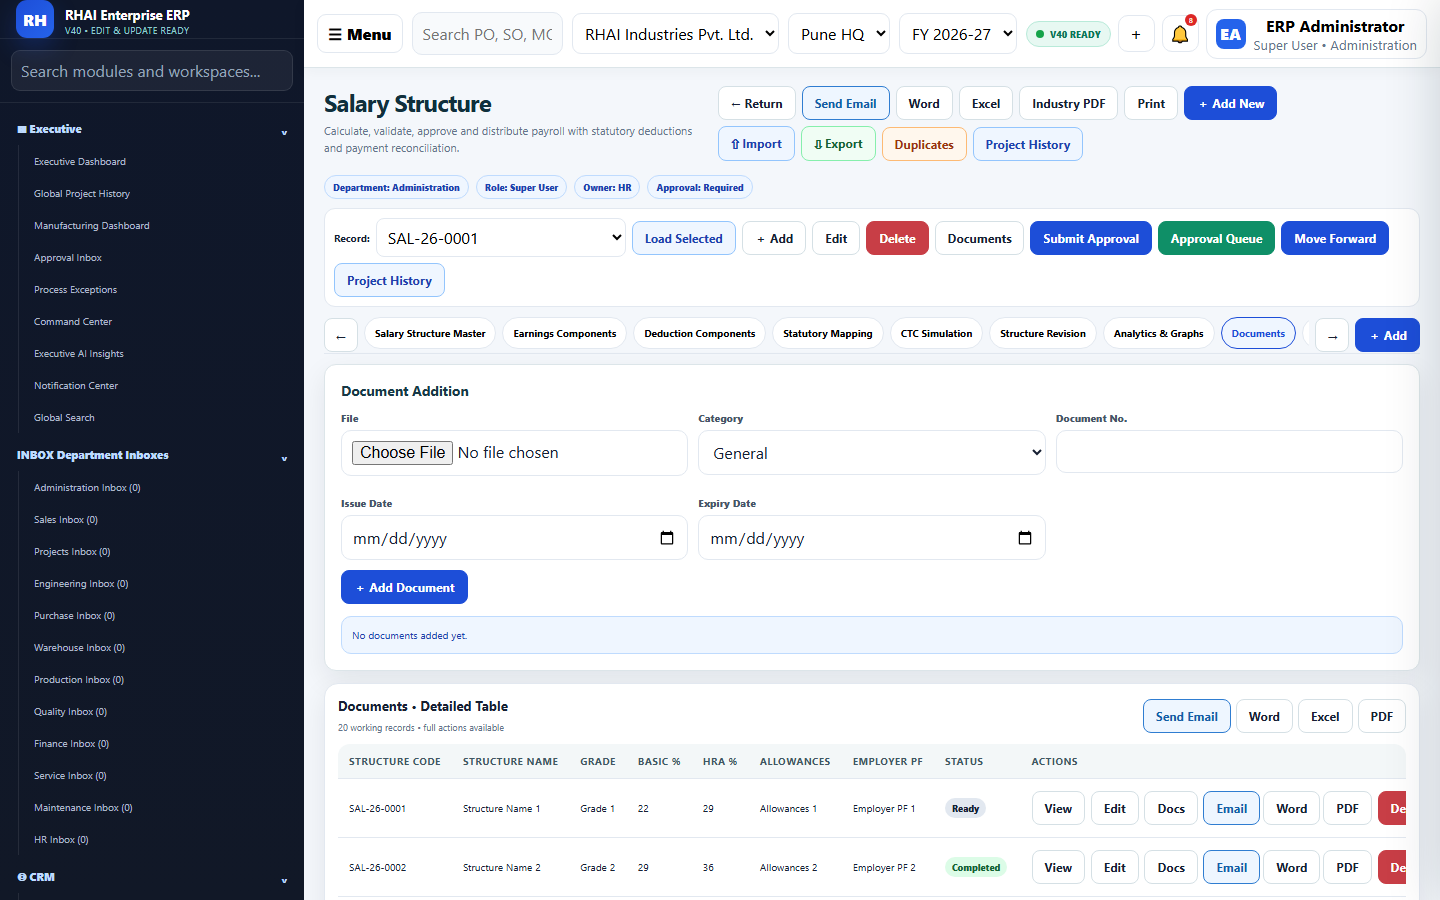 RH RHAI Enterprise ERP
V40 • EDIT & UPDATE READY
Search modules and workspaces...
Executive
Executive Dashboard
Global Project History
Manufacturing Dashboard
Approval Inbox
Process Exceptions
Command Center
Executive AI Insights
Notification Center
Global Search
INBOX Department Inboxes
Administration Inbox (0)
Sales Inbox (0)
Projects Inbox (0)
Engineering Inbox (0)
Purchase Inbox (0)
Warehouse Inbox (0)
Production Inbox (0)
Quality Inbox (0)
Finance Inbox (0)
Service Inbox (0)
Maintenance Inbox (0)
HR Inbox (0)
CRM
☰ Menu Search PO, SO, MC RHAI Industries Pvt. Ltd. Pune HQ FY 2026-27 V40 READY + 8 EA ERP Administrator
Super User • Administration
Salary Structure
Calculate, validate, approve and distribute payroll with statutory deductions
and payment reconciliation.
← Return Send Email Word Excel Industry PDF Print + Add New
⇧ Import ⇩ Export Duplicates Project History
Department: Administration Role: Super User Owner: HR Approval: Required
Record: SAL-26-0001 Load Selected + Add Edit Delete Documents Submit Approval Approval Queue Move Forward
Project History
← Salary Structure Master Earnings Components Deduction Components Statutory Mapping CTC Simulation Structure Revision Analytics & Graphs Documents → + Add
Document Addition
File Category Document No.
Choose File No file chosen General
Issue Date Expiry Date
mm/dd/yyyy mm/dd/yyyy
+ Add Document
No documents added yet.
Documents • Detailed Table
20 working records • full actions available
Send Email Word Excel PDF
STRUCTURE CODE STRUCTURE NAME GRADE BASIC % HRA % ALLOWANCES EMPLOYER PF STATUS ACTIONS
SAL-26-0001 Structure Name 1 Grade 1 22 29 Allowances 1 Employer PF 1 Ready View Edit Docs Email Word PDF De
SAL-26-0002 Structure Name 2 Grade 2 29 36 Allowances 2 Employer PF 2 Completed View Edit Docs Email Word PDF De